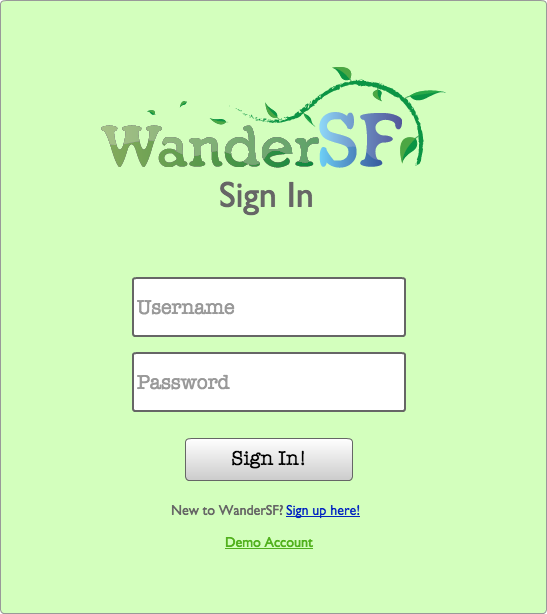 WanderSF
Sign In
Username
Password
Sign In!
New to WanderSF? Sign up here!
Demo Account